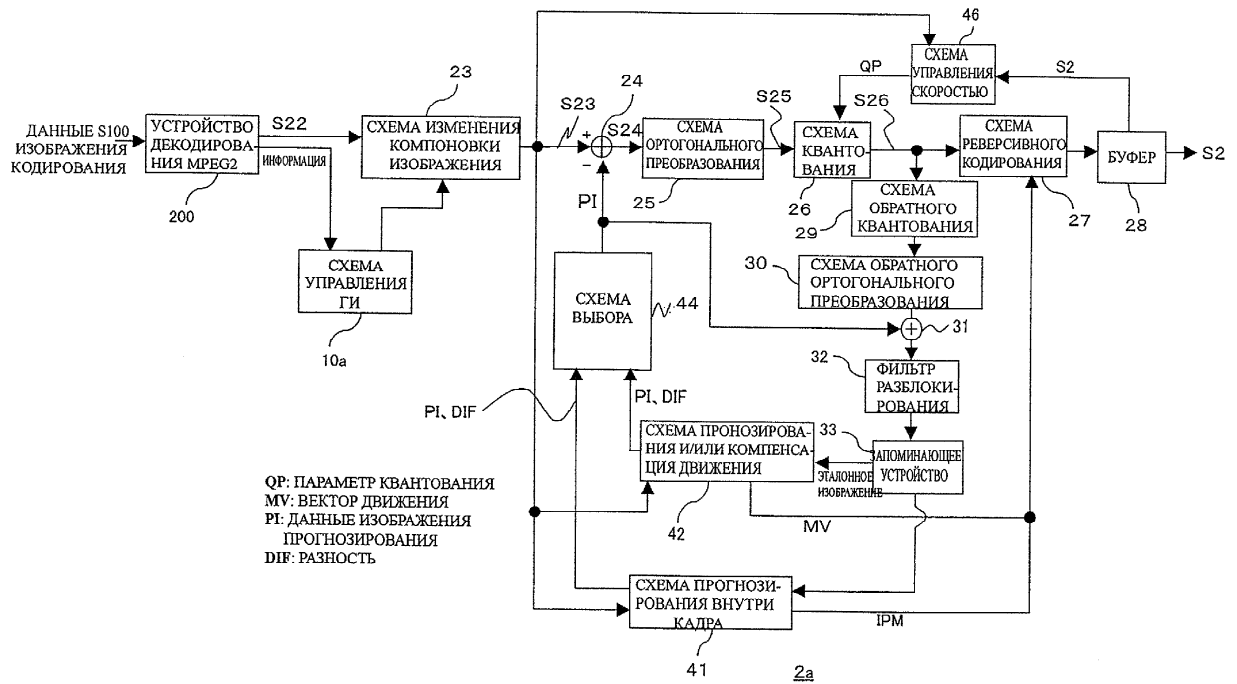 46
СХЕМА
УПРАВЛЕНИЯ
СКОРОСТЬЮ
QP
S2
ДАННЫЕ S100
ИЗОБРАЖЕНИЯ
КОДИРОВАНИЯ
УСТРОЙСТВО
ДЕКОДИРОВА
НИЯ MPEG2
200
S22
ИНФОРМАЦИЯ
23
СХЕМА ИЗМЕНЕНИЯ
КОМПОНОВКИ
ИЗОБРАЖЕНИЯ
S23
24
+
−
S24
СХЕМА
ОРТОГОНАЛЬНОГО
ПРЕОБРАЗОВАНИЯ
25
S25
СХЕМА
КВАНТО-
ВАНИЯ
26
S26
СХЕМА
РЕВЕРСИВНОГО
КОДИРОВАНИЯ
27
БУФЕР
28
S2
PI
СХЕМА
ОБРАТНОГО
КВАНТОВАНИЯ
29
СХЕМА
УПРАВЛЕНИЯ
ГИ
10a
30
СХЕМА ОБРАТНОГО
ОРТОГОНАЛЬНОГО
ПРЕОБРАЗОВАНИЯ
СХЕМА
ВЫБОРА
44
+
31
32
ФИЛЬТР
РАЗБЛОКИ-
РОВАНИЯ
PI、DIF
PI、DIF
СХЕМА ПРОНОЗИРОВА-
НИЯ И/ИЛИ КОМПЕНСА-
ЦИЯ ДВИЖЕНИЯ
42
33
ЗАПОМИНАЮЩЕЕ
УСТРОЙСТВО
ЭТАЛОННОЕ
ИЗОБРАЖЕНИЕ
MV
QP: ПАРАМЕТР КВАНТОВАНИЯ
MV: ВЕКТОР ДВИЖЕНИЯ
PI: ДАННЫЕ ИЗОБРАЖЕНИЯ
ПРОГНОЗИРОВАНИЯ
DIF: РАЗНОСТЬ
СХЕМА ПРОГНОЗИ-
РОВАНИЯ ВНУТРИ
КАДРА
41
IPM
2a